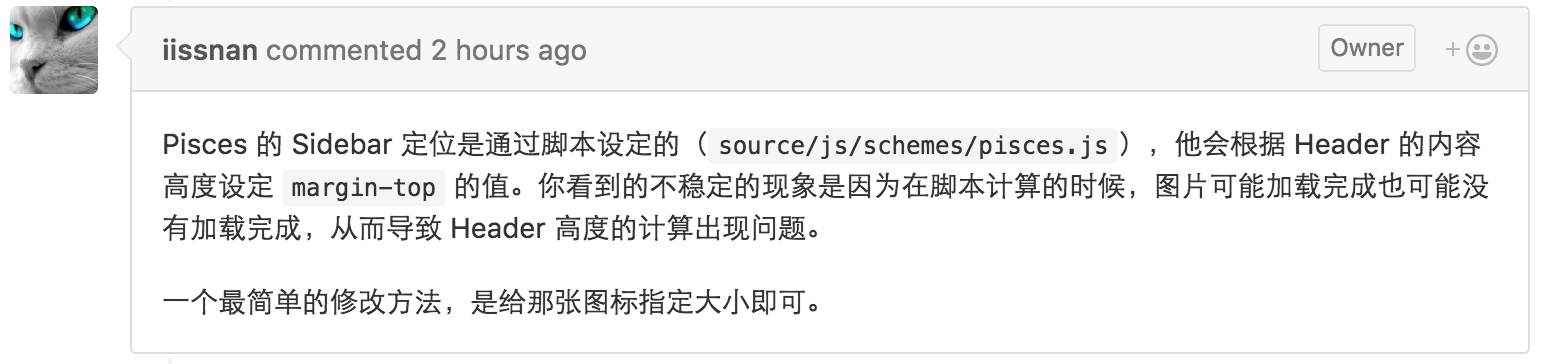 iissnan commented 2 hours ago
Owner
Pisces 的 Sidebar 定位是通过脚本设定的（source/js/schemes/pisces.js），他会根据 Header 的内容
高度设定 margin-top 的值。你看到的不稳定的现象是因为在脚本计算的时候，图片可能加载完成也可能没
有加载完成，从而导致 Header 高度的计算出现问题。
一个最简单的修改方法，是给那张图标指定大小即可。